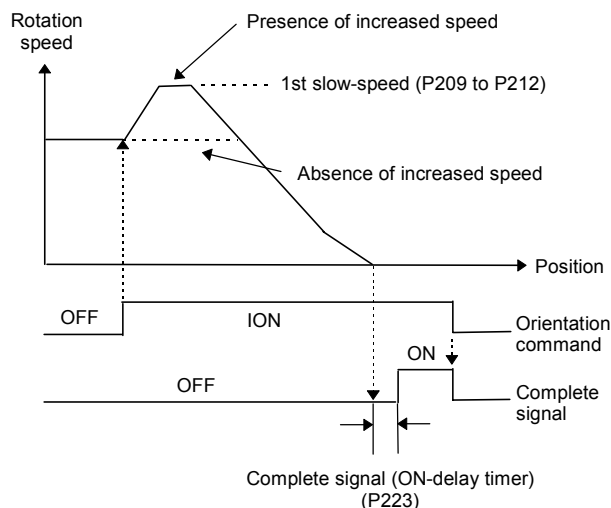 Rotation
speed
Presence of increased speed
1st slow-speed (P209 to P212)
Absence of increased speed
Position
OFF
ION
Orientation
command
ON
OFF
Complete
signal
Complete signal (ON-delay timer)
(P223)